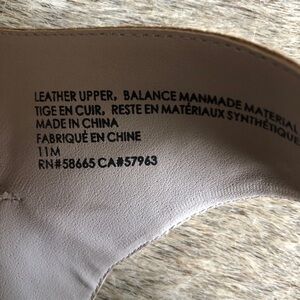 LEATHER UPPER, BALANCE MANMADE MATERIAL
TIGE EN CUIR, RESTE EN MATÉRIAUX SYNTHÉTIQUE
MADE IN CHINA
FABRIQUÉ EN CHINE
11M
RN#58665 CA#57963